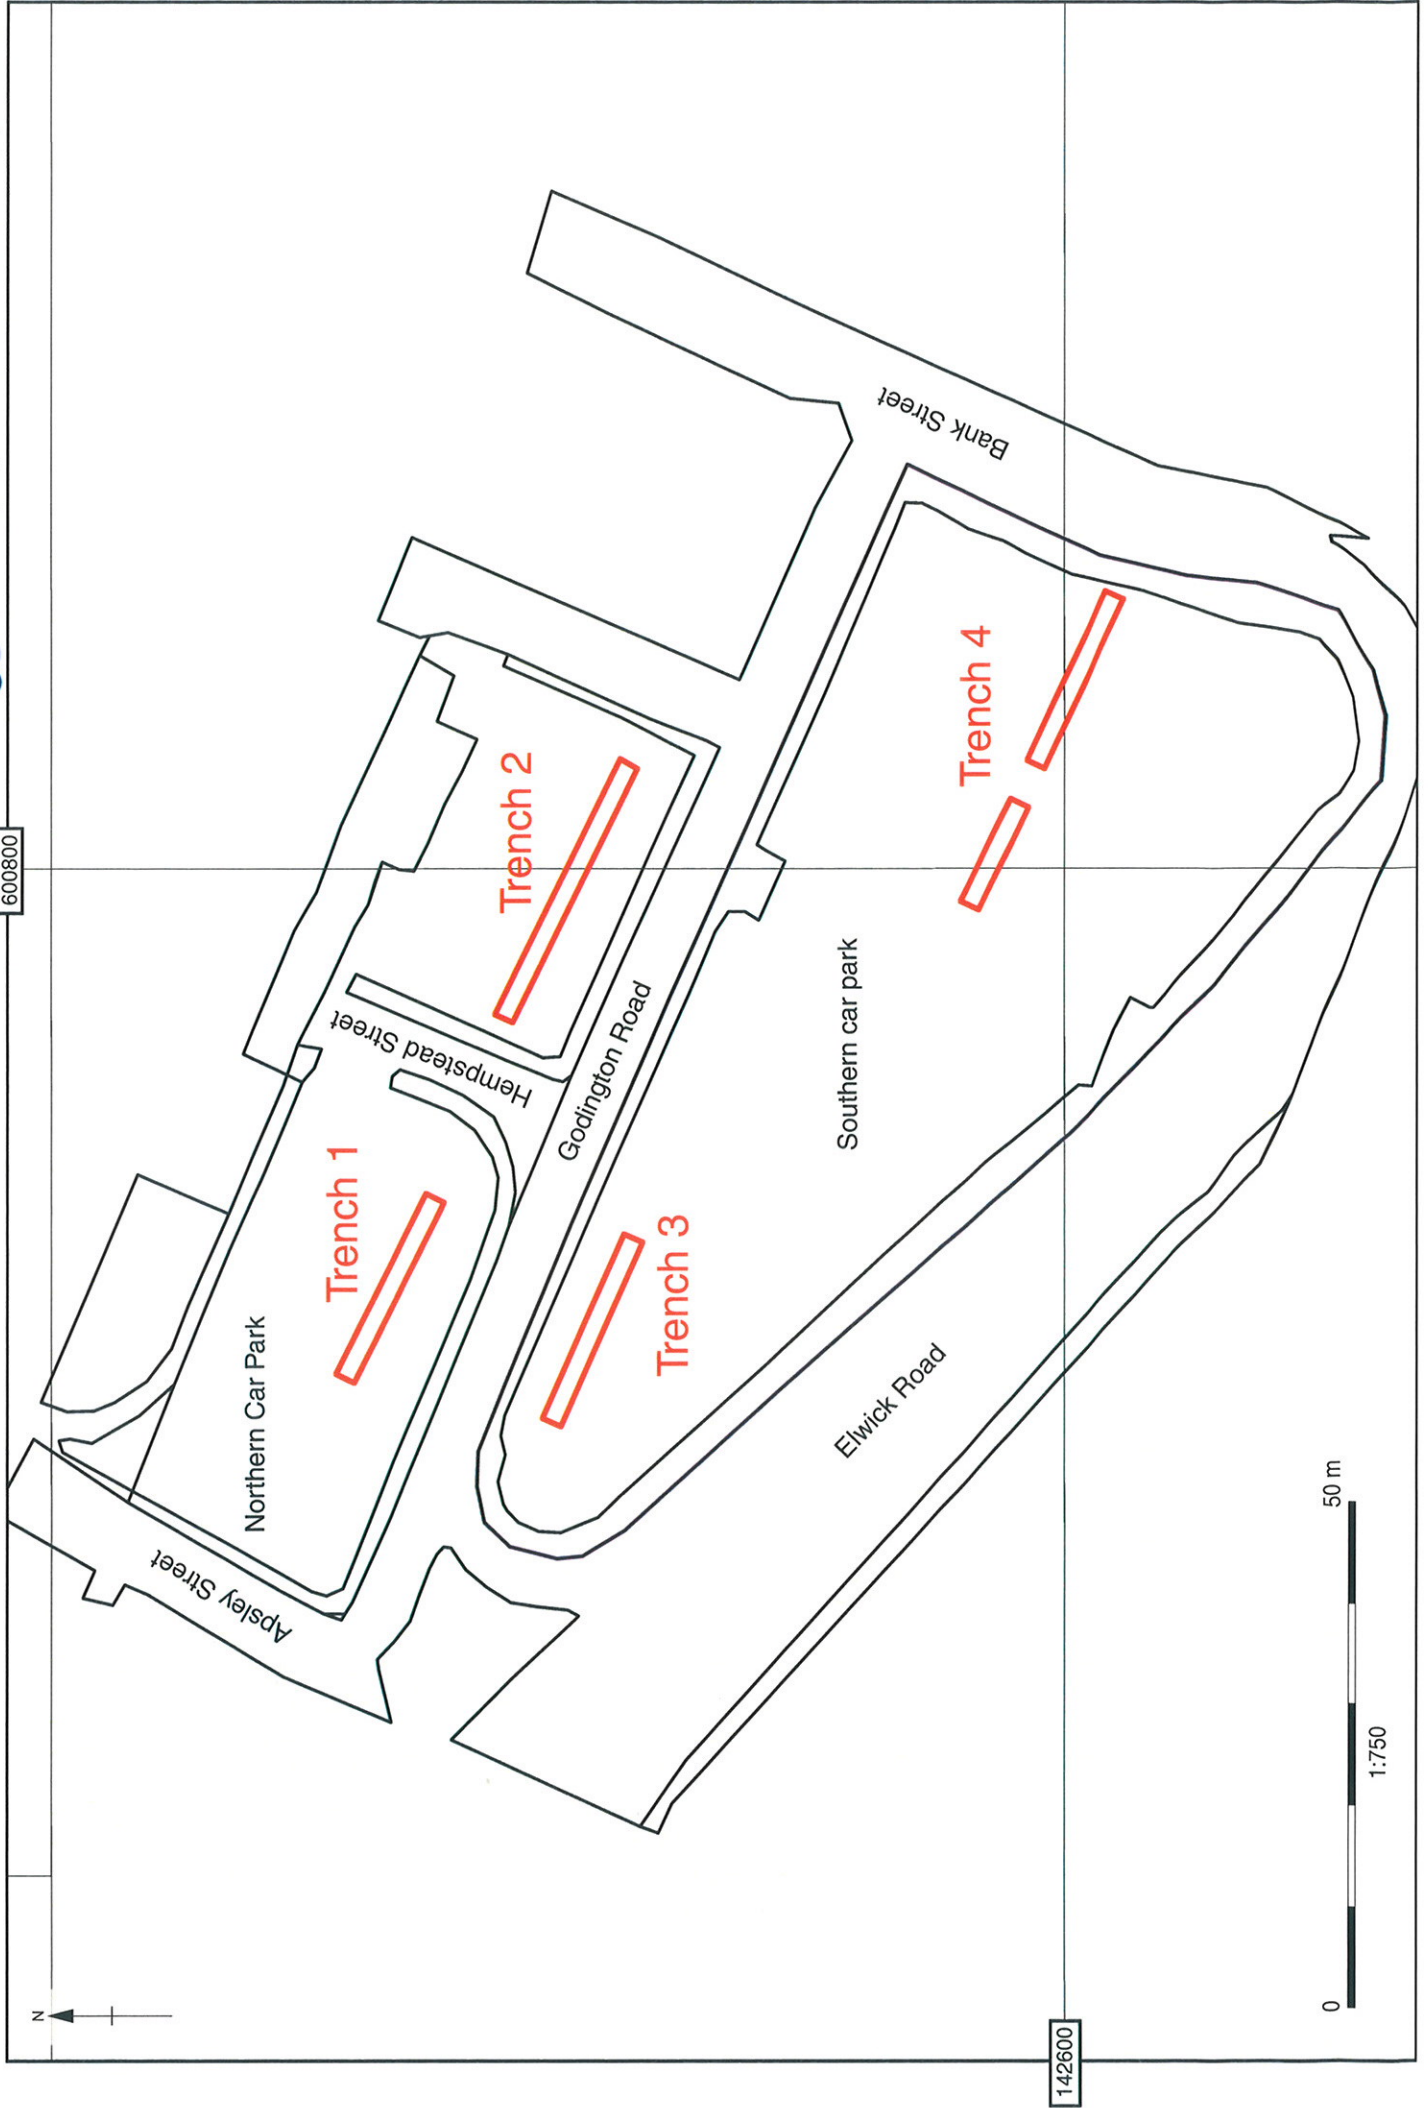 600800
N
Apsley Street
Northern Car Park
Trench 1
Hempstead Street
Trench 2
Godington Road
Trench 3
Bank Street
Southern car park
Trench 4
Elwick Road
142600
0
50 m
1:750